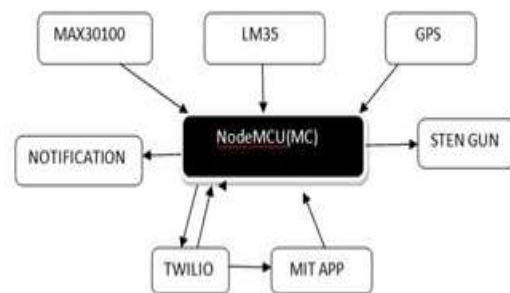 MAX30100
LM35
GPS
NodeMCU(MC)
NOTIFICATION
STEN GUN
TWILIO
MIT APP